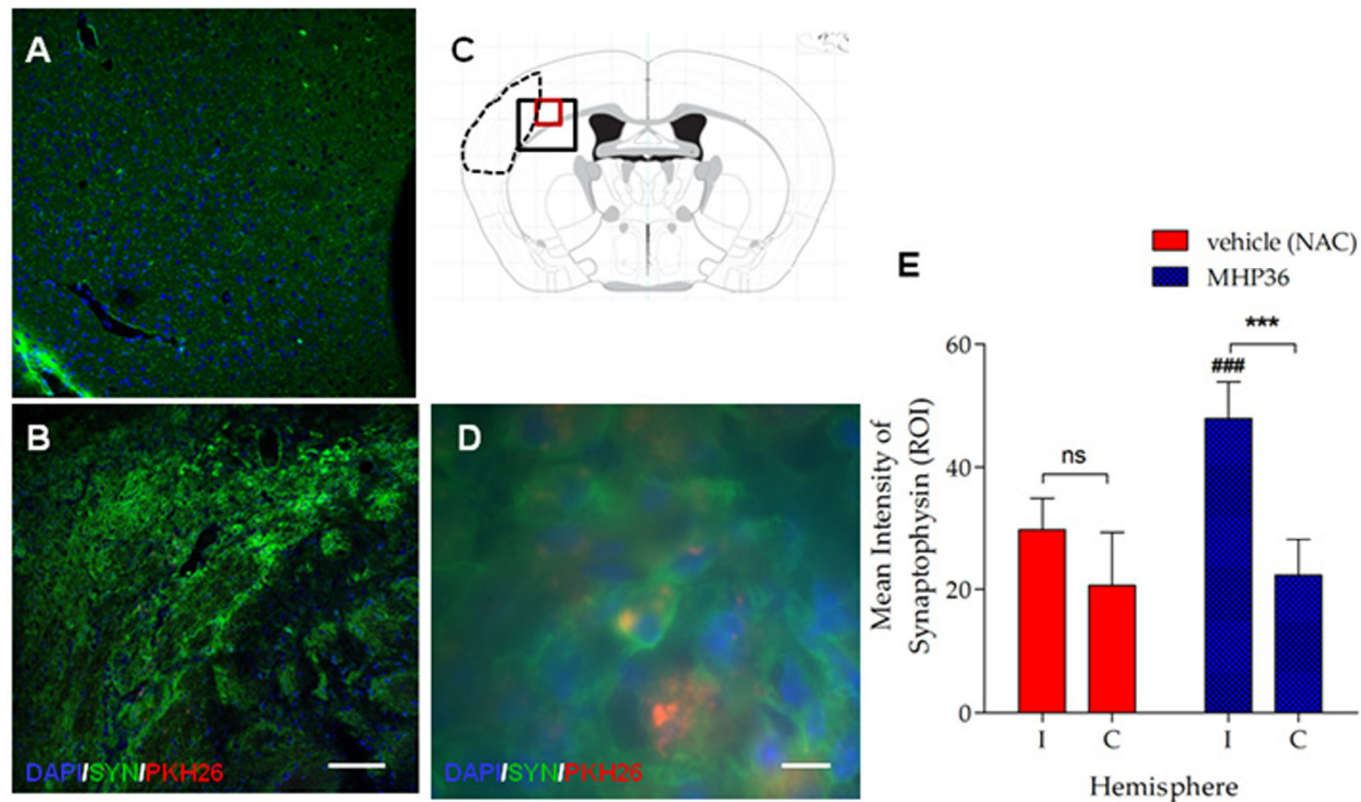 A
C
E
vehicle (NAC)
MHP36
B
DAPI/SYN/PKH26
D
DAPI/SYN/PKH26
Mean Intensity of
Synaptophysin (ROI)
60
40
20
0
ns
***
###
I
C
I
C
Hemisphere